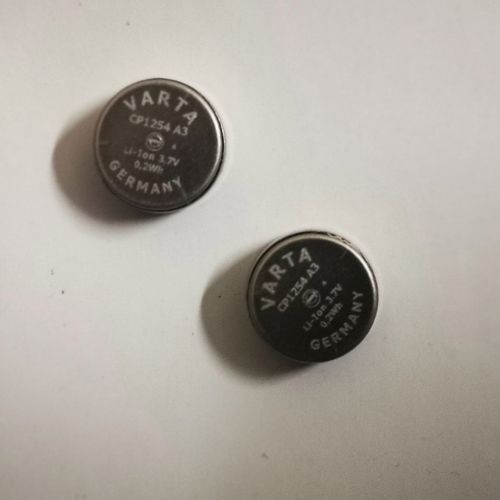 VARTA
CP1254 A3
Li-Ion 3.7V
0,2Wh
GERMANY
VARTA
CP1254 A3
Li-Ion 3.7V
0,2Wh
GERMANY